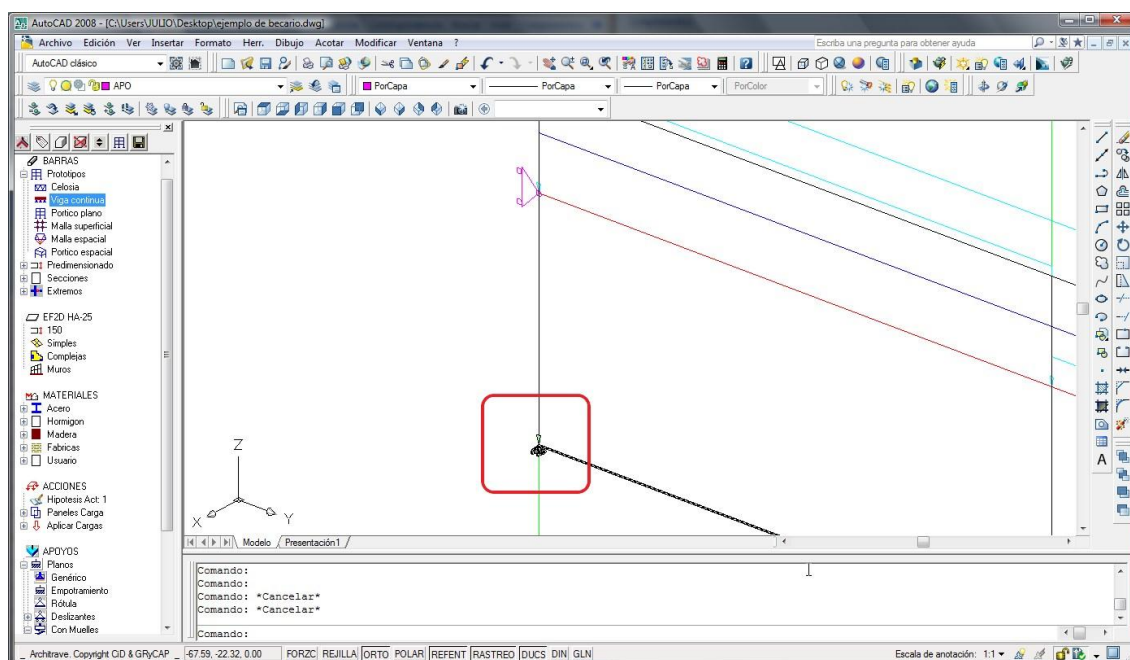 AutoCAD 2008 - [C:\Users\JULIO\Desktop\ejemplo de becario.dwg]
Archivo Edición Ver Insertar Formato Herr. Dibujo Acotar Modificar Ventana ?
Escriba una pregunta para obtener ayuda
AutoCAD clásico
APO
PorCapa
PorCapa
PorCapa
PorColor
BARRAS
Prototipos
Celosia
Viga continua
Portico plano
Malla superficial
Malla espacial
Portico espacial
Predimensionado
Secciones
Extremos
EF2D HA-25
150
Simples
Complejas
Muros
MATERIALES
Acero
Hormigon
Madera
Fabricas
Usuario
ACCIONES
Hipotesis Act: 1
Paneles Carga
Aplicar Cargas
APOYOS
Planos
Genérico
Empotramiento
Rótula
Deslizantes
Con Muelles
Z
X
Y
Modelo Presentación1
Comando:
Comando:
Comando: *Cancelar*
Comando: *Cancelar*
Comando:
Architrave. Copyright CiD & GRyCAP
-67.59, -22.32, 0.00
FORZC REJILLA ORTO POLAR REFENT RASTREO DUCS DIN GLN
Escala de anotación: 1:1